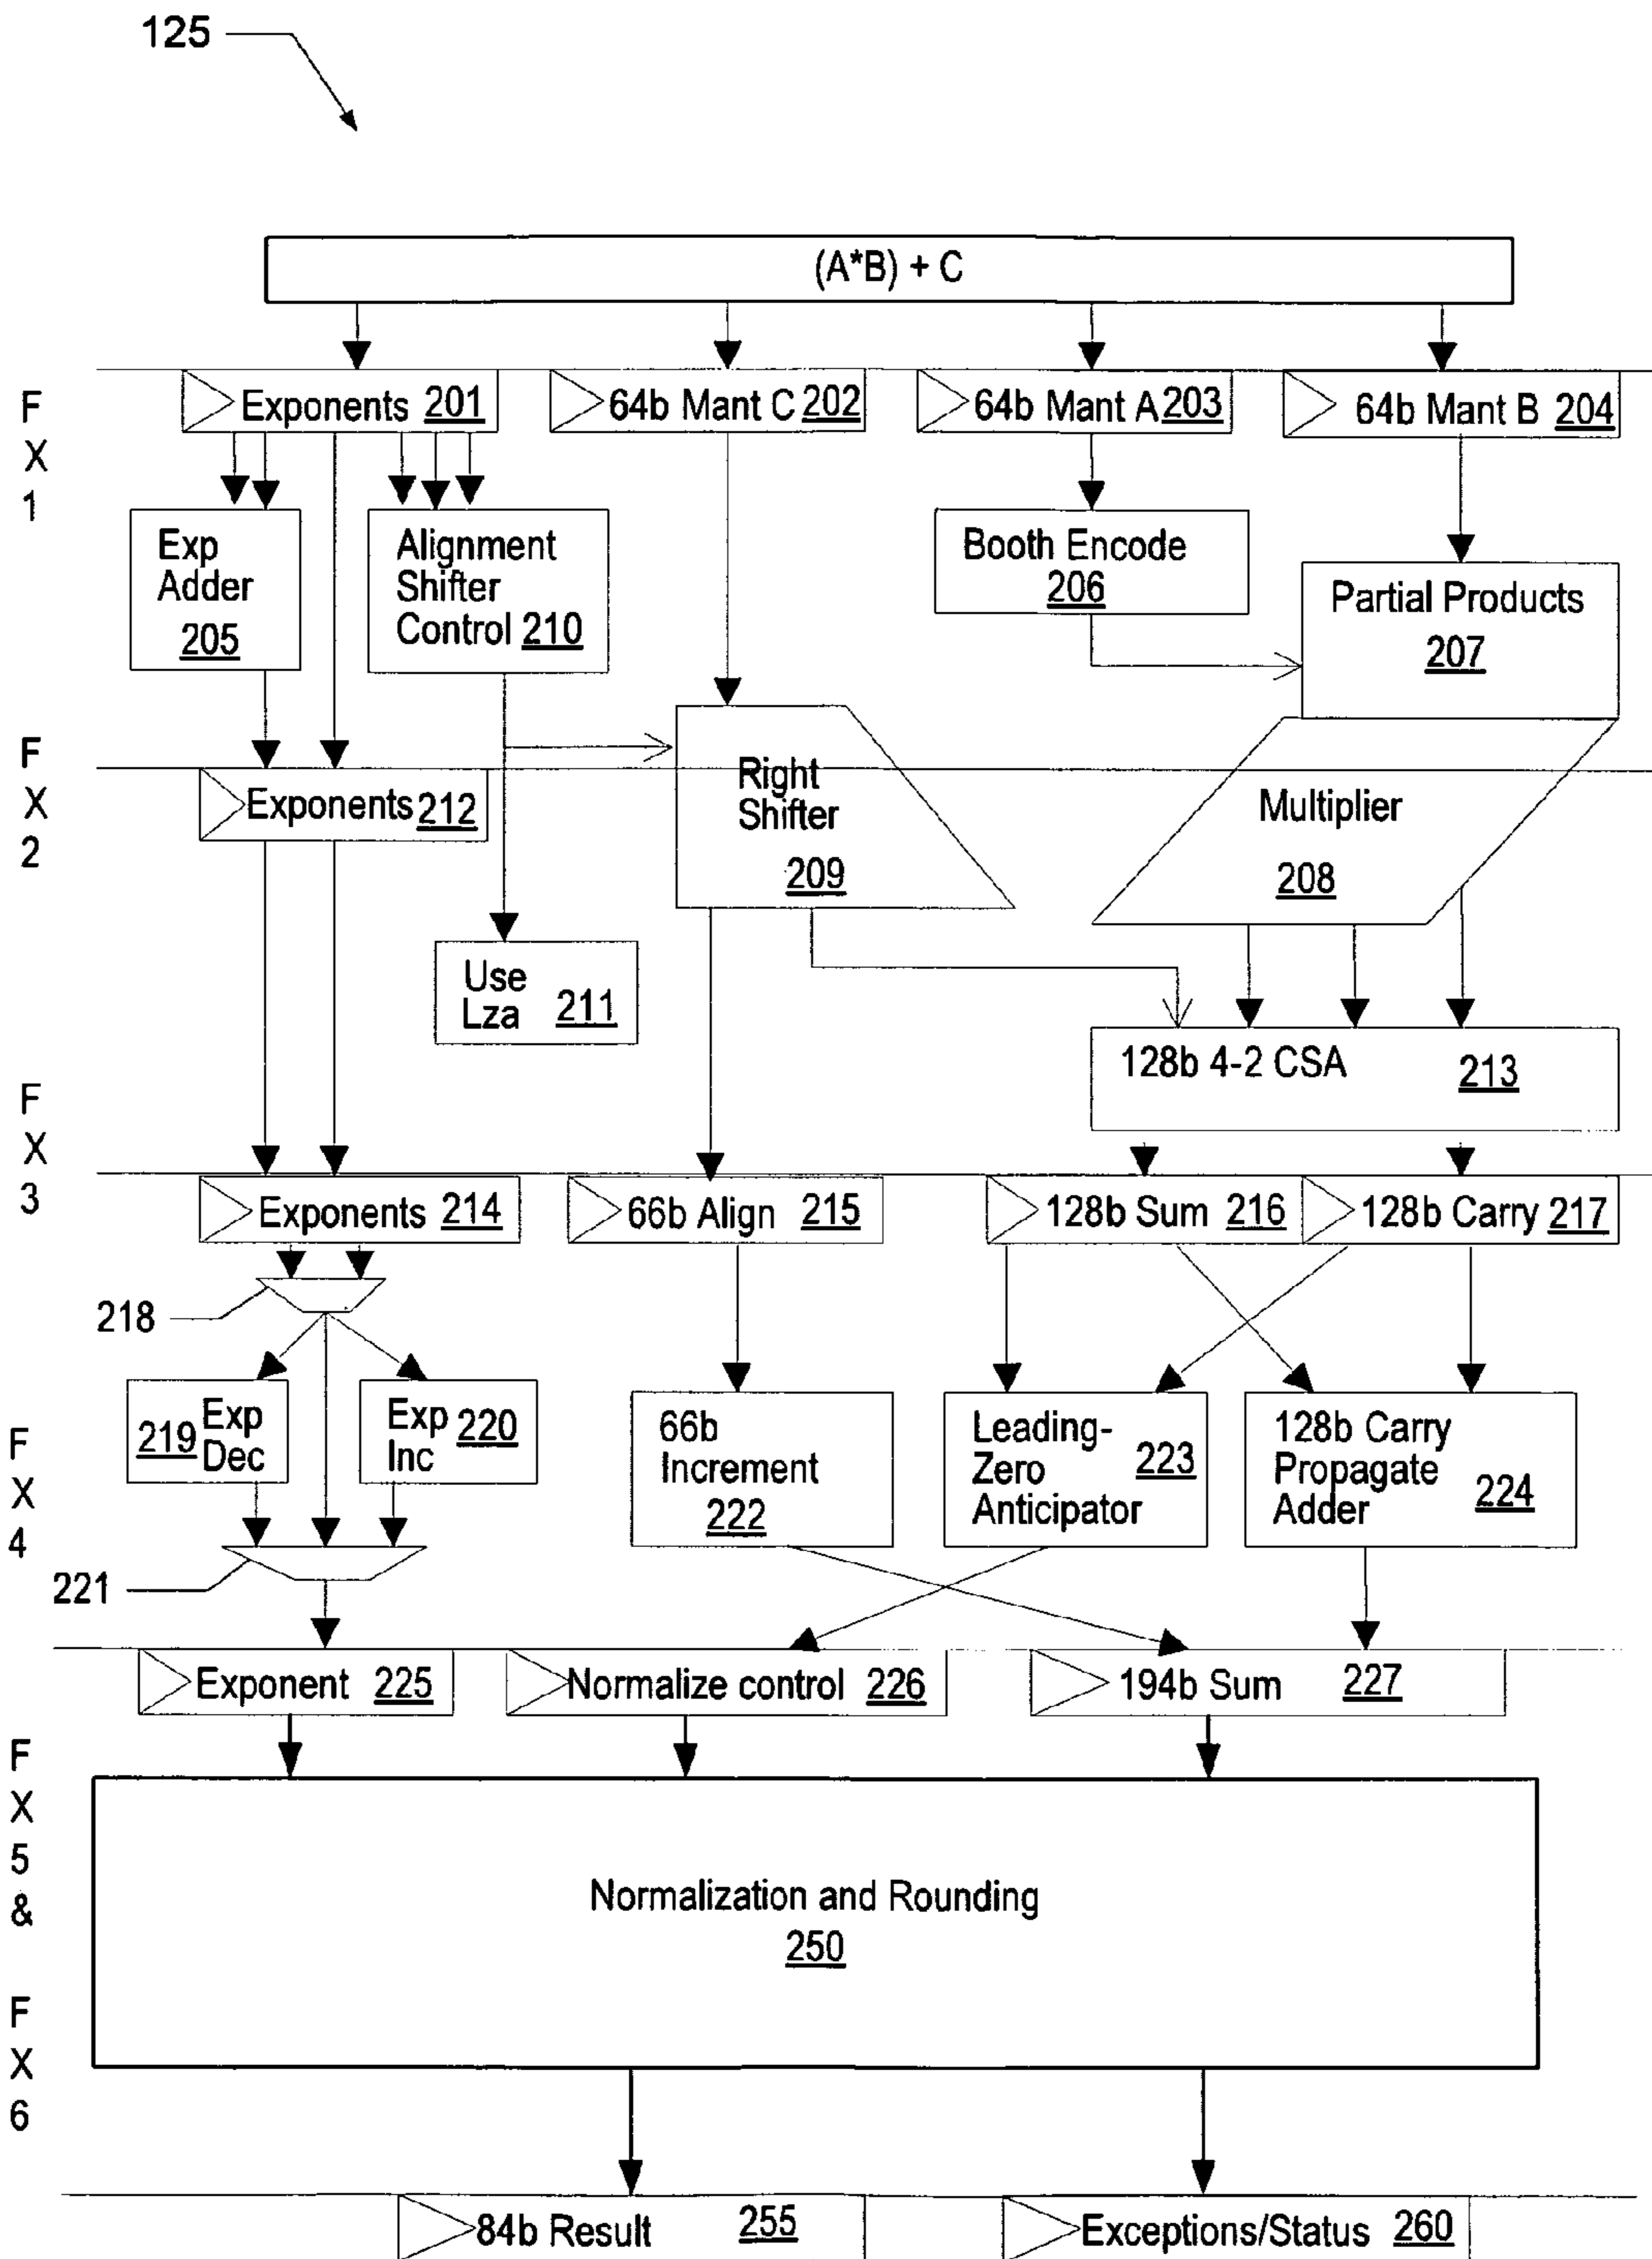 125
(A*B) + C
F
X
1
Exponents 201
64b Mant C 202
64b Mant A 203
64b Mant B 204
Exp
Adder
205
Alignment
Shifter
Control 210
Booth Encode
206
Partial Products
207
F
X
2
Exponents 212
Right
Shifter
209
Multiplier
208
Use
Lza 211
128b 4-2 CSA 213
F
X
3
Exponents 214
66b Align 215
128b Sum 216
128b Carry 217
218
F
X
4
219 Exp
Dec
Exp 220
Inc
66b
Increment
222
Leading-
Zero
Anticipator
223
128b Carry
Propagate
Adder
224
221
Exponent 225
Normalize control 226
194b Sum 227
F
X
5
&
F
X
6
Normalization and Rounding
250
84b Result 255
Exceptions/Status 260